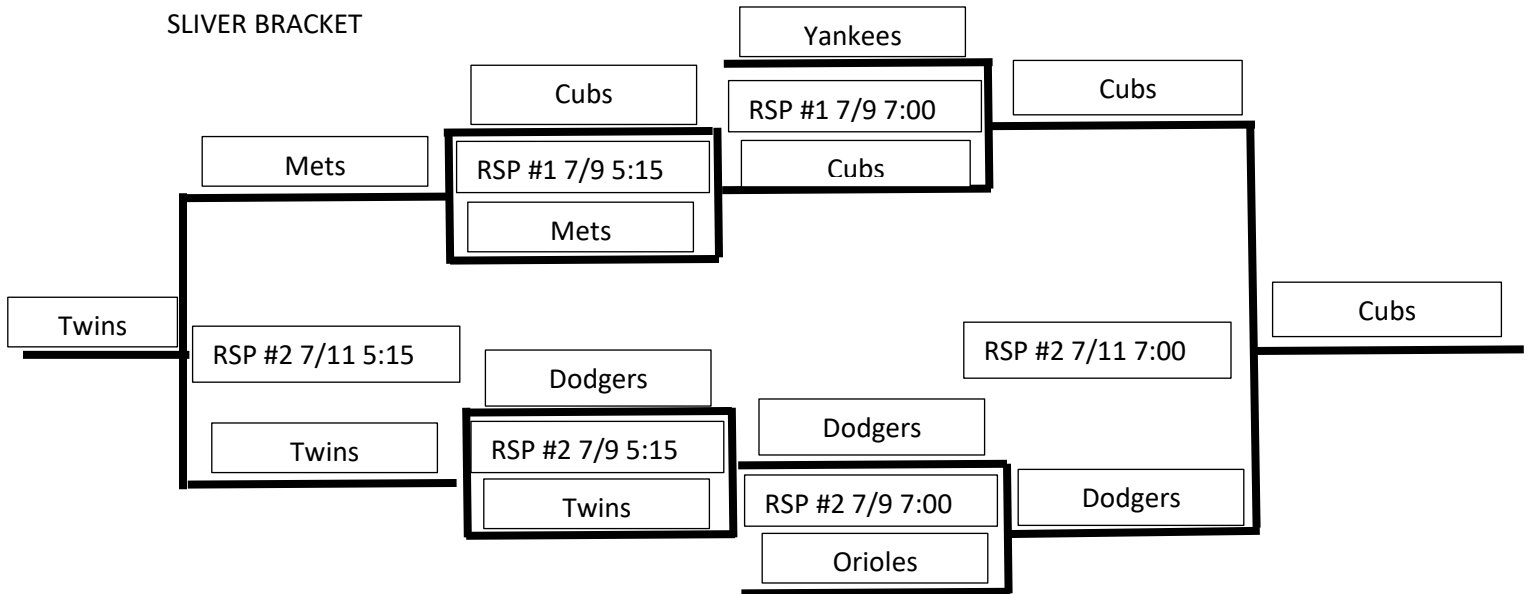 SLIVER BRACKET
Yankees
Cubs
Cubs
RSP #1 7/9 7:00
Mets
RSP #1 7/9 5:15
Cubs
Mets
Twins
RSP #2 7/11 5:15
Cubs
RSP #2 7/11 7:00
Dodgers
Twins
RSP #2 7/9 5:15
Dodgers
Twins
RSP #2 7/9 7:00
Dodgers
Orioles